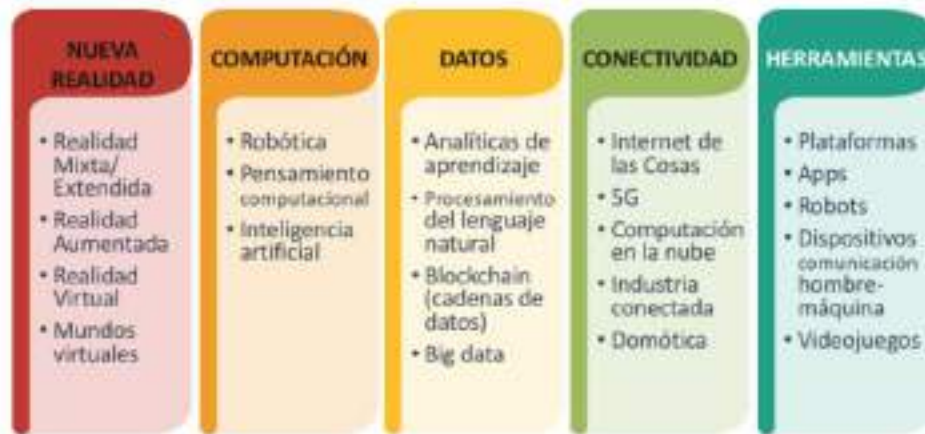 NUEVA
REALIDAD
• Realidad
Mixta/
Extendida
• Realidad
Aumentada
• Realidad
Virtual
• Mundos
virtuales
COMPUTACIÓN
• Robótica
• Pensamiento
computacional
• Inteligencia
artificial
DATOS
• Analíticas de
aprendizaje
• Procesamiento
del lenguaje
natural
• Blockchain
(cadenas de
datos)
• Big data
CONECTIVIDAD
• Internet de
las Cosas
• 5G
• Computación
en la nube
• Industria
conectada
• Domótica
HERRAMIENTAS
• Plataformas
• Apps
• Robots
• Dispositivos
comunicación
hombre-
máquina
• Videojuegos